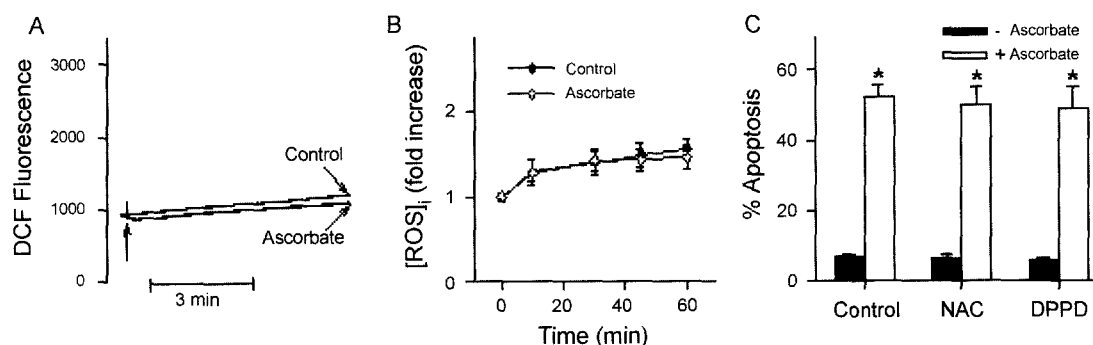 A
DCF Fluorescence
3000
2000
1000
0
Control
Ascorbate
3 min
B
[ROS]i (fold increase)
2
1
0
0 20 40 60
Time (min)
Control
Ascorbate
C
- Ascorbate
+ Ascorbate
% Apoptosis
60
40
20
0
* * *
Control NAC DPPD